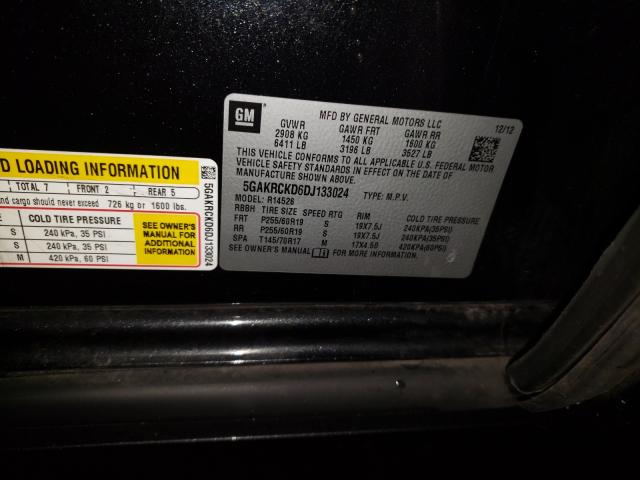 D LOADING INFORMATION
TOTAL 7 FRONT 2 REAR 5
and cargo should never exceed 726 kg or 1600 lbs.
COLD TIRE PRESSURE
S 240 kPa, 35 PSI
S 240 kPa, 35 PSI
M 420 kPa, 60 PSI
SEE OWNER'S
MANUAL FOR
ADDITIONAL
INFORMATION
5GAKRCKD6DJ133024
GM
MFD BY GENERAL MOTORS LLC 12/12
GVWR GAWR FRT GAWR RR
2908 KG 1450 KG 1600 KG
6411 LB 3196 LB 3527 LB
THIS VEHICLE CONFORMS TO ALL APPLICABLE U.S. FEDERAL MOTOR
VEHICLE SAFETY STANDARDS IN EFFECT ON THE DATE OF
MANUFACTURE SHOWN ABOVE.
5GAKRCKD6DJ133024 TYPE: M.P.V.
MODEL: R14526
RBBH TIRE SIZE SPEED RTG RIM COLD TIRE PRESSURE
FRT P255/60R19 S 19X7.5J 240KPA(35PSI)
RR P255/60R19 S 19X7.5J 240KPA(35PSI)
SPA T145/70R17 M 17X4.50 420KPA(60PSI)
SEE OWNER'S MANUAL i FOR MORE INFORMATION.